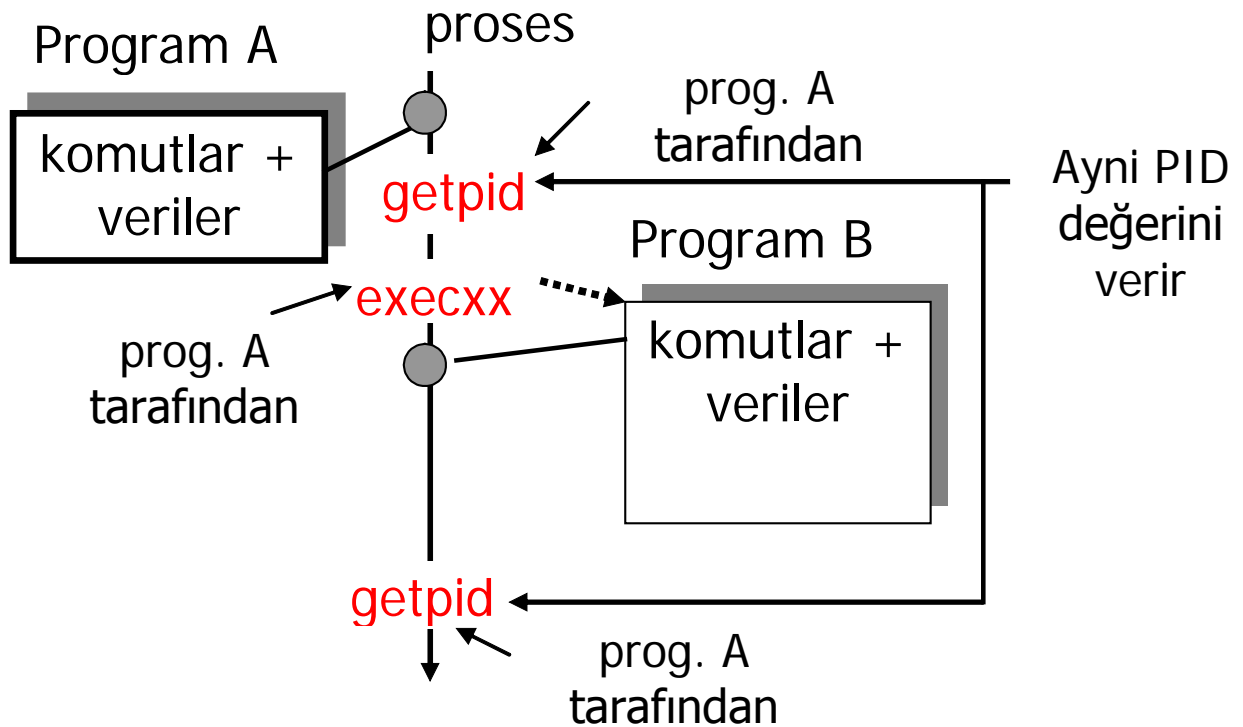 proses
Program A
komutlar +
veriler
prog. A
tarafından
getpid
Ayni PID
değerini
verir
Program B
execxx
komutlar +
veriler
prog. A
tarafından
getpid
prog. A
tarafından